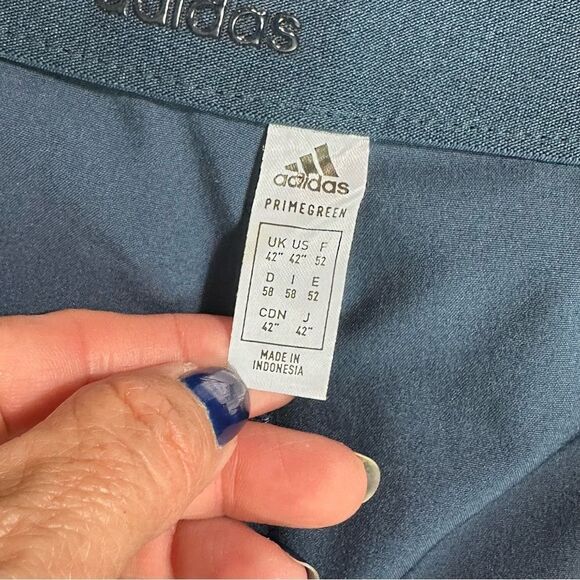 adidas
adidas
PRIMEGREEN
UK US F
42" 42" 52
D I E
58 58 52
CDN J
42" 42"
MADE IN
INDONESIA